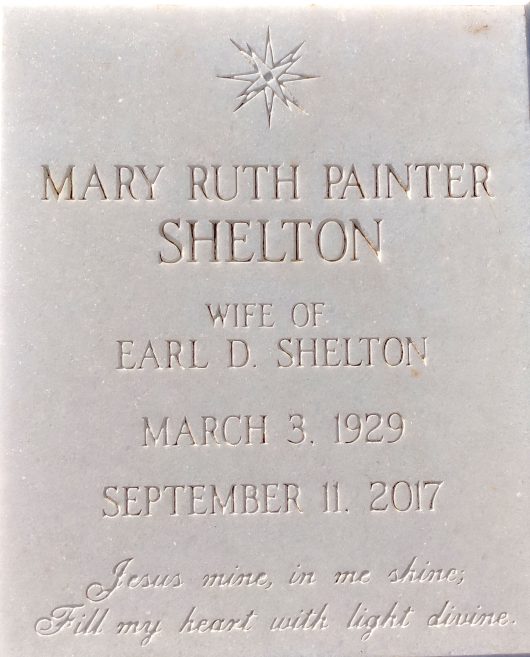 MARY RUTH PAINTER
SHELTON
WIFE OF
EARL D. SHELTON
MARCH 3, 1929
SEPTEMBER 11, 2017
Jesus mine, in me shine;
Fill my heart with light divine.